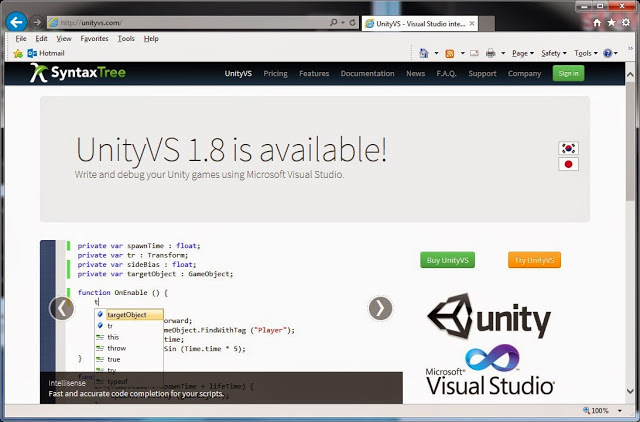 http://unityvs.com/
UnityVS - Visual Studio inte...
File Edit View Favorites Tools Help
Hotmail
Page Safety Tools
SyntaxTree
UnityVS Pricing Features Documentation News F.A.Q. Support Company Sign in
UnityVS 1.8 is available!
Write and debug your Unity games using Microsoft Visual Studio.
private var spawnTime : float;
private var tr : Transform;
private var sideBias : float;
private var targetObject : GameObject;
function OnEnable () {
t
targetObject
tr
this
throw
true
try
typeof
orward;
meObject.FindWithTag ("Player");
time;
Sin (Time.time * 5);
}
func
spawnTime + lifeTime) {
Intellisense
Fast and accurate code completion for your scripts.
Buy UnityVS Try UnityVS
unity
Microsoft®
Visual Studio
100%